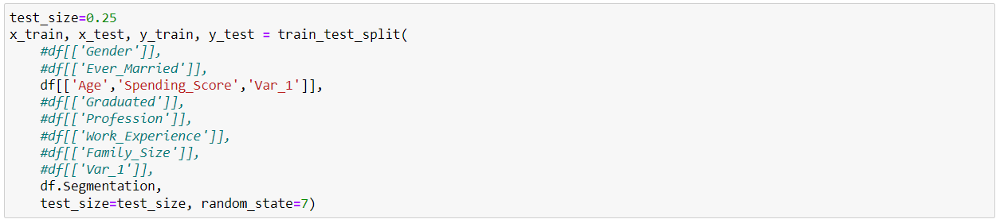 test_size=0.25
x_train, x_test, y_train, y_test = train_test_split(
    #df[['Gender']],
    #df[['Ever_Married']],
    df[['Age','Spending_Score','Var_1']],
    #df[['Graduated']],
    #df[['Profession']],
    #df[['Work_Experience']],
    #df[['Family_Size']],
    #df[['Var_1']],
    df.Segmentation,
    test_size=test_size, random_state=7)